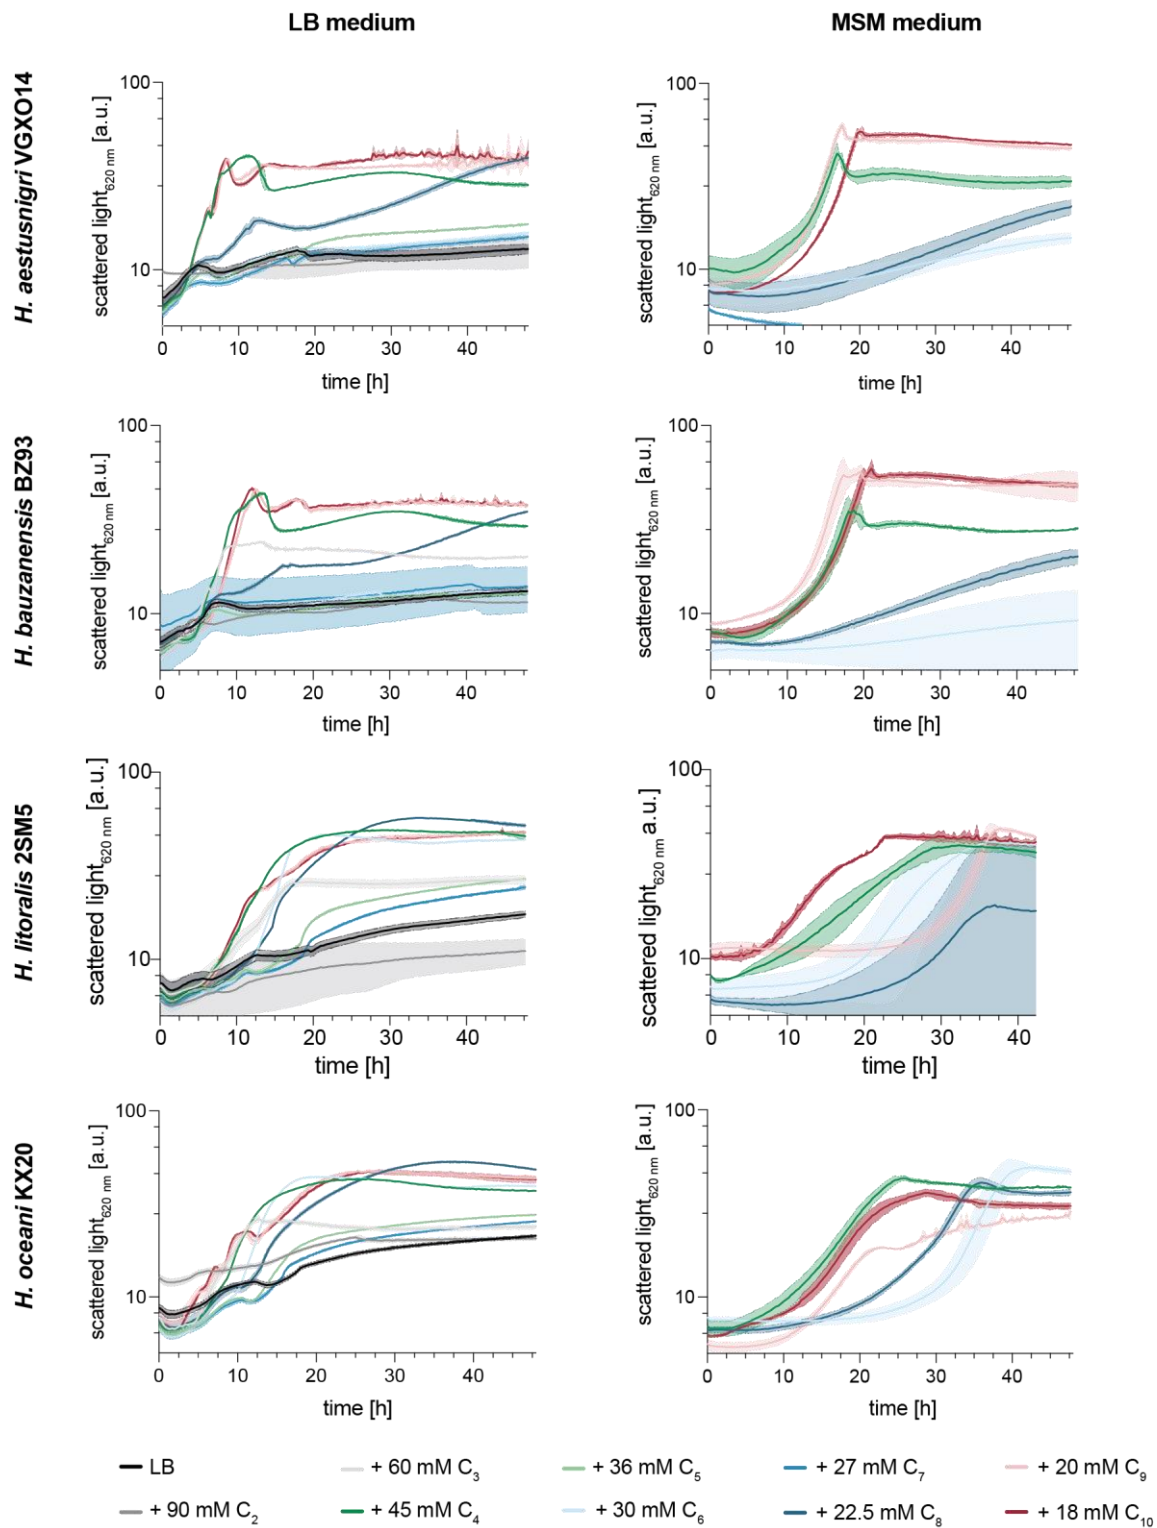 LB medium
MSM medium
H. aestusnigri VGXO14
scattered light620 nm [a.u.]
100
10
0 10 20 30 40
time [h]
scattered light620 nm [a.u.]
100
10
0 10 20 30 40
time [h]
H. bauzanensis BZ93
scattered light620 nm [a.u.]
100
10
0 10 20 30 40
time [h]
scattered light620 nm [a.u.]
100
10
0 10 20 30 40
time [h]
H. litoralis 2SM5
scattered light620 nm [a.u.]
100
10
0 10 20 30 40
time [h]
scattered light620 nm a.u.]
100
10
0 10 20 30 40
time [h]
H. oceani KX20
scattered light620 nm [a.u.]
100
10
0 10 20 30 40
time [h]
scattered light620 nm [a.u.]
100
10
0 10 20 30 40
time [h]
LB + 60 mM C3 + 36 mM C5 + 27 mM C7 + 20 mM C9
+ 90 mM C2 + 45 mM C4 + 30 mM C6 + 22.5 mM C8 + 18 mM C10